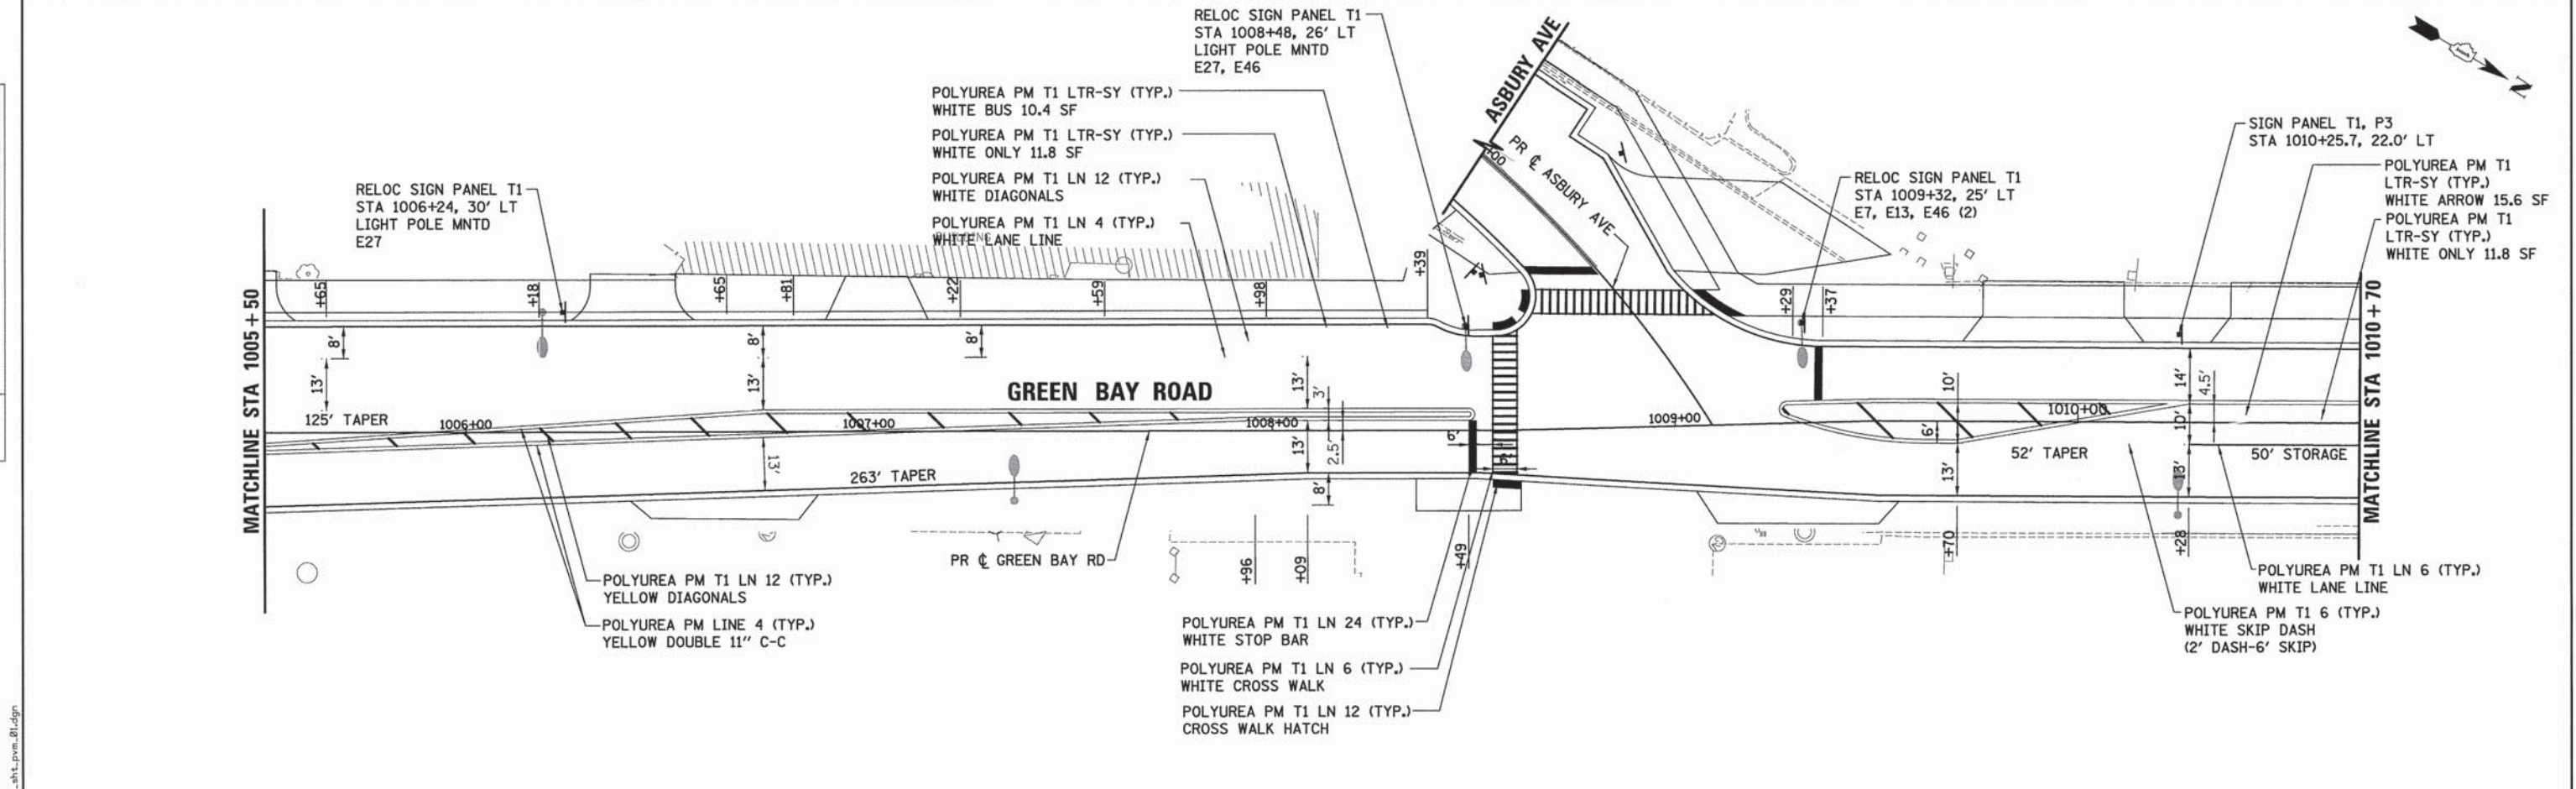 RELOC SIGN PANEL T1
STA 1008+48, 26' LT
LIGHT POLE MNTD
E27, E46
ASBURY AVE
N
POLYUREA PM T1 LTR-SY (TYP.)
WHITE BUS 10.4 SF
POLYUREA PM T1 LTR-SY (TYP.)
WHITE ONLY 11.8 SF
POLYUREA PM T1 LN 12 (TYP.)
WHITE DIAGONALS
POLYUREA PM T1 LN 4 (TYP.)
WHITE LANE LINE
BUILDING
RELOC SIGN PANEL T1
STA 1006+24, 30' LT
LIGHT POLE MNTD
E27
PR ℄ ASBURY AVE
+00
RELOC SIGN PANEL T1
STA 1009+32, 25' LT
E7, E13, E46 (2)
SIGN PANEL T1, P3
STA 1010+25.7, 22.0' LT
POLYUREA PM T1
LTR-SY (TYP.)
WHITE ARROW 15.6 SF
POLYUREA PM T1
LTR-SY (TYP.)
WHITE ONLY 11.8 SF
MATCHLINE STA 1005+50
+65
+18
+65
+81
+22
+59
+98
+39
+29
+37
MATCHLINE STA 1010+70
8'
13'
8'
13'
8'
13'
3'
10'
14'
4.5'
GREEN BAY ROAD
125' TAPER
1006+00
1007+00
1008+00
1009+00
1010+00
13'
263' TAPER
13'
2.5'
8'
6'
6'
13'
10'
13'
52' TAPER
50' STORAGE
PR ℄ GREEN BAY RD
+96
+09
+49
+70
+28
POLYUREA PM T1 LN 12 (TYP.)
YELLOW DIAGONALS
POLYUREA PM LINE 4 (TYP.)
YELLOW DOUBLE 11" C-C
POLYUREA PM T1 LN 24 (TYP.)
WHITE STOP BAR
POLYUREA PM T1 LN 6 (TYP.)
WHITE CROSS WALK
POLYUREA PM T1 LN 12 (TYP.)
CROSS WALK HATCH
POLYUREA PM T1 LN 6 (TYP.)
WHITE LANE LINE
POLYUREA PM T1 6 (TYP.)
WHITE SKIP DASH
(2' DASH-6' SKIP)
_sht_pvm_01.dgn